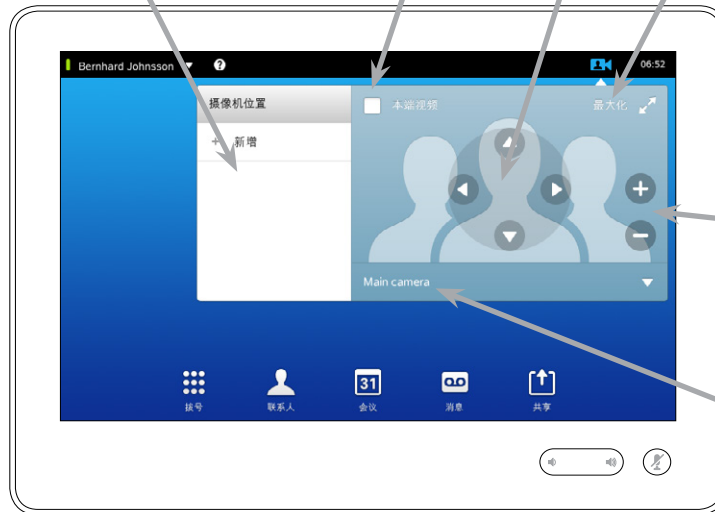 Bernhard Johnsson ? 06:52
摄像机位置
本端视频 最大化
+ 新增
Main camera
31
拨号 联系人 会议 消息 共享